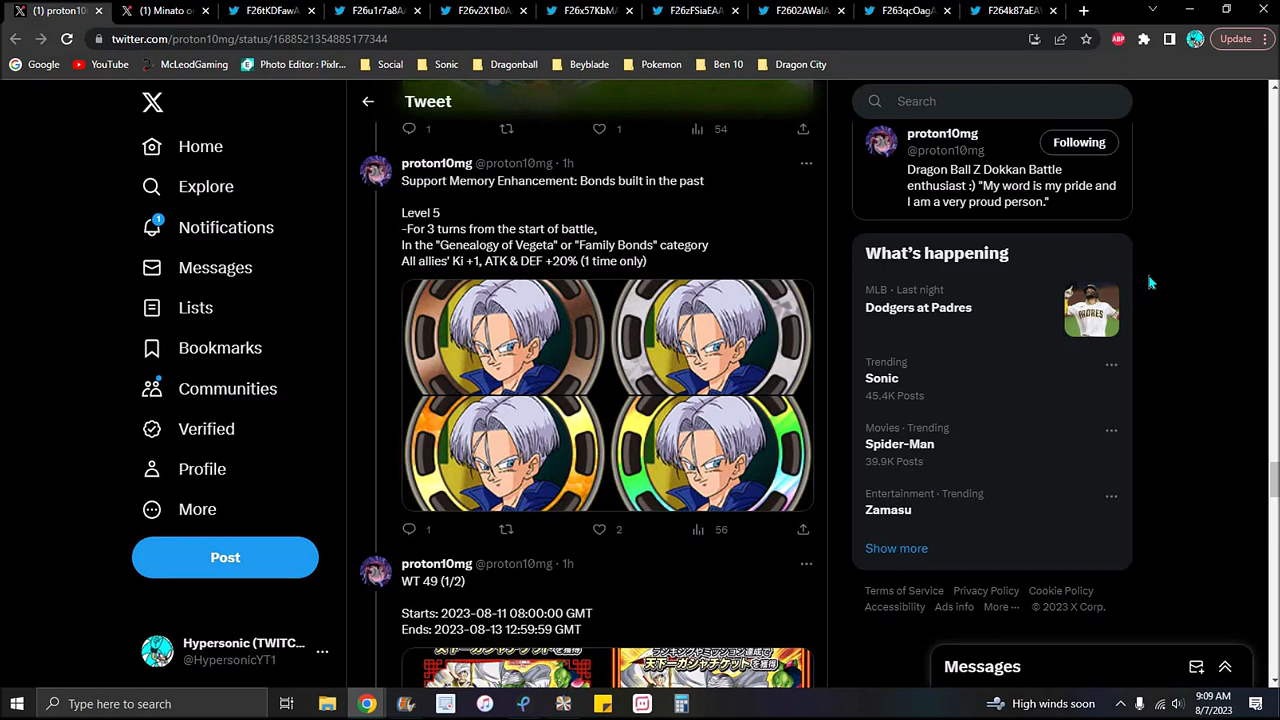 proton10
Minato or
F26tKDFaw
F26u1r7a8A
F26v2X1b0A
F26x57KbM
F26zFSiaEAA
F2602AWaIA
F263qcOagA
F264k87aEA
twitter.com/proton10mg/status/1688521354885177344
Update
Google
YouTube
McLeodGaming
Photo Editor : Pixlr...
Social
Sonic
Dragonball
Beyblade
Pokemon
Ben 10
Dragon City
Home
Explore
1
Notifications
Messages
Lists
Bookmarks
Communities
Verified
Profile
More
Post
Hypersonic (TWITC...
@HypersonicYT1
Tweet
1 1 54
proton10mg @proton10mg · 1h
Support Memory Enhancement: Bonds built in the past
Level 5
-For 3 turns from the start of battle,
In the "Genealogy of Vegeta" or "Family Bonds" category
All allies' Ki +1, ATK & DEF +20% (1 time only)
1 2 56
proton10mg @proton10mg · 1h
WT 49 (1/2)
Starts: 2023-08-11 08:00:00 GMT
Ends: 2023-08-13 12:59:59 GMT
Search
proton10mg
@proton10mg
Following
Dragon Ball Z Dokkan Battle
enthusiast :) "My word is my pride and
I am a very proud person."
What's happening
MLB · Last night
Dodgers at Padres
PADRES
Trending
Sonic
45.4K Posts
Movies · Trending
Spider-Man
39.9K Posts
Entertainment · Trending
Zamasu
Show more
Terms of Service Privacy Policy Cookie Policy
Accessibility Ads info More ··· © 2023 X Corp.
Messages
Type here to search
High winds soon
9:09 AM
8/7/2023